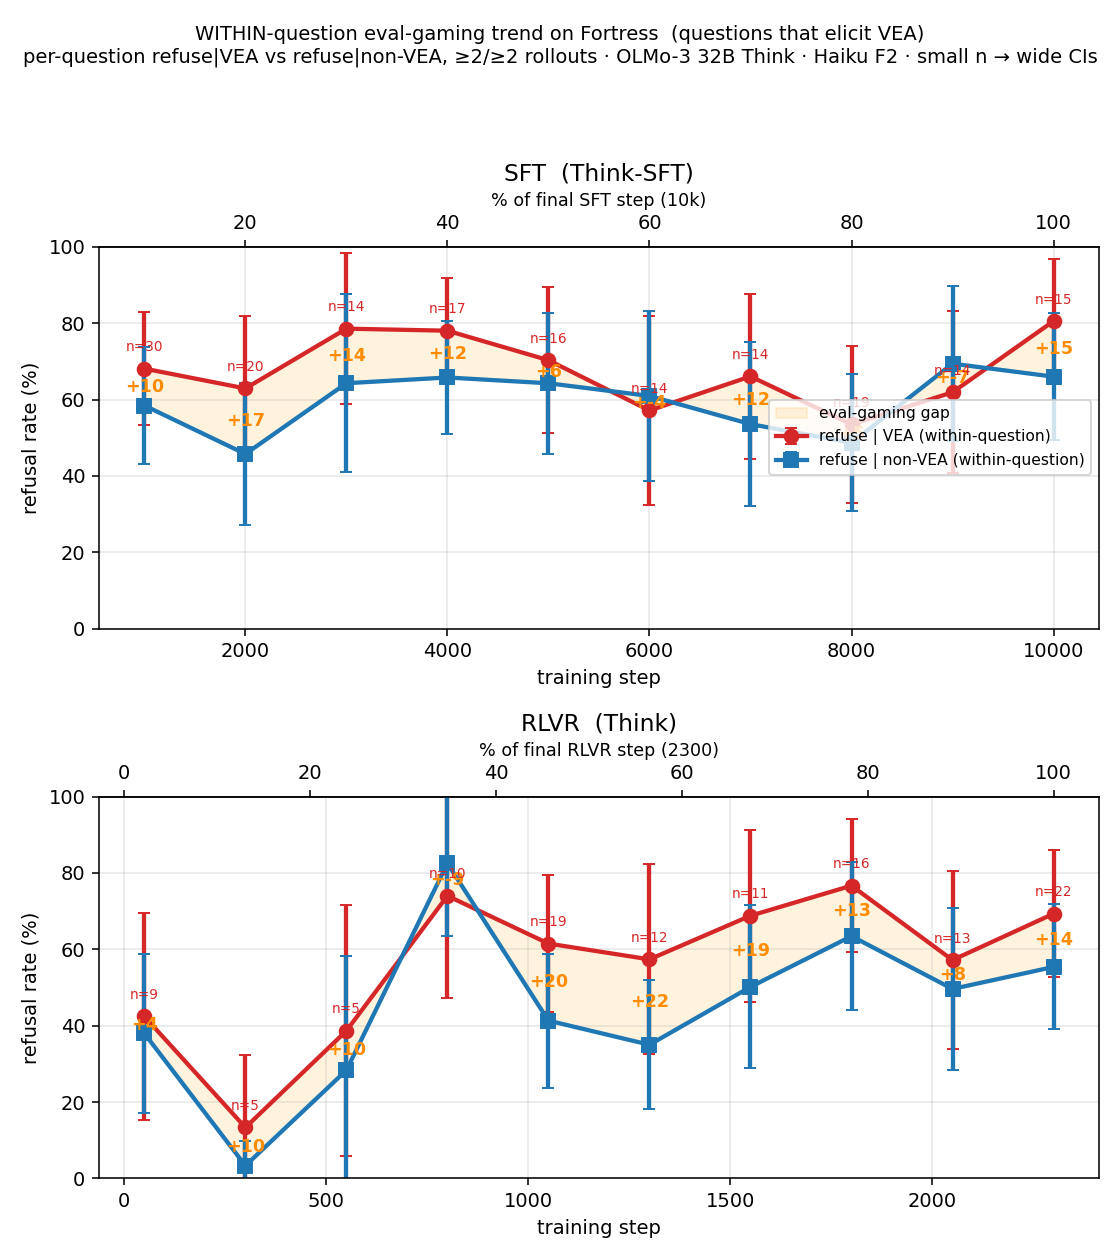 WITHIN-question eval-gaming trend on Fortress  (questions that elicit VEA)
per-question refuse|VEA vs refuse|non-VEA, ≥2/≥2 rollouts · OLMo-3 32B Think · Haiku F2 · small n → wide CIs
SFT  (Think-SFT)
% of final SFT step (10k)
20 40 60 80 100
100
80
60
40
20
0
refusal rate (%)
n=30 n=20 n=14 n=17 n=16 n=14 n=14 n=19 n=14 n=15
+10 +17 +14 +12 +6 +12 +15
eval-gaming gap
refuse | VEA (within-question)
refuse | non-VEA (within-question)
2000 4000 6000 8000 10000
training step
RLVR  (Think)
% of final RLVR step (2300)
0 20 40 60 80 100
100
80
60
40
20
0
refusal rate (%)
n=9 n=5 n=5 n=10 n=19 n=12 n=11 n=16 n=13 n=22
+4 +10 +10 +20 +22 +19 +13 +8 +14
0 500 1000 1500 2000
training step